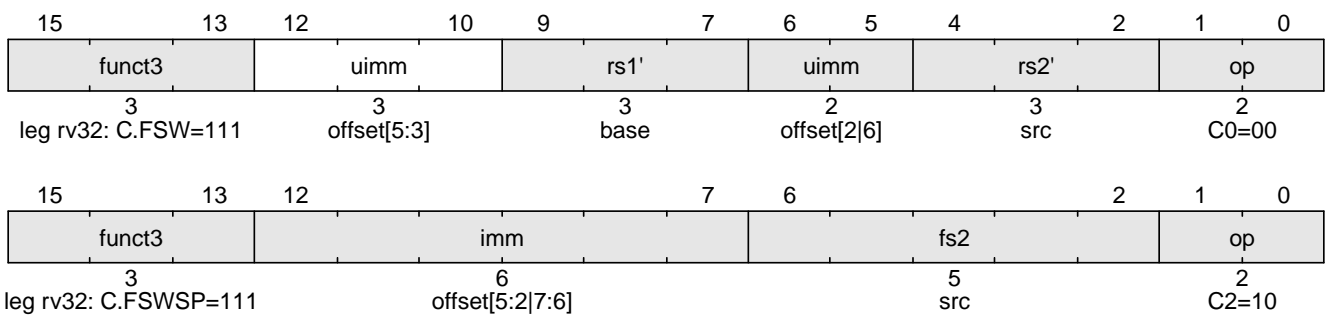 15 13 12 10 9 7 6 5 4 2 1 0
funct3 uimm rs1' uimm rs2' op
3 3 3 2 3 2
leg rv32: C.FSW=111 offset[5:3] base offset[2|6] src C0=00
15 13 12 7 6 2 1 0
funct3 imm fs2 op
3 6 5 2
leg rv32: C.FSWSP=111 offset[5:2|7:6] src C2=10